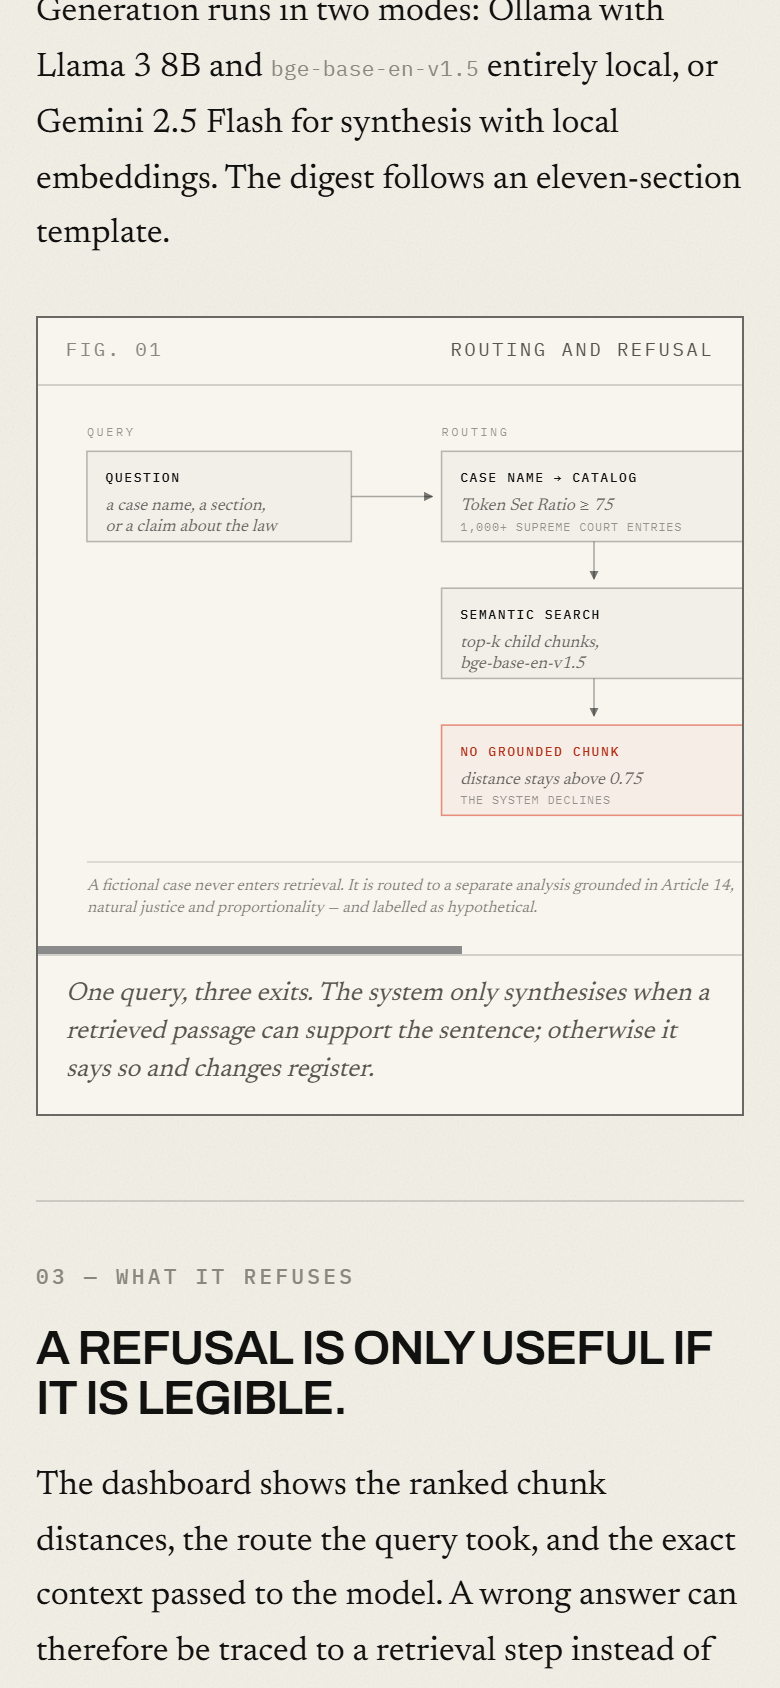 Generation runs in two modes: Ollama with
Llama 3 8B and bge-base-en-v1.5 entirely local, or
Gemini 2.5 Flash for synthesis with local
embeddings. The digest follows an eleven-section
template.
FIG. 01
ROUTING AND REFUSAL
QUERY
QUESTION
a case name, a section,
or a claim about the law
ROUTING
CASE NAME → CATALOG
Token Set Ratio ≥ 75
1,000+ SUPREME COURT ENTRIES
SEMANTIC SEARCH
top-k child chunks,
bge-base-en-v1.5
NO GROUNDED CHUNK
distance stays above 0.75
THE SYSTEM DECLINES
A fictional case never enters retrieval. It is routed to a separate analysis grounded in Article 14,
natural justice and proportionality — and labelled as hypothetical.
One query, three exits. The system only synthesises when a
retrieved passage can support the sentence; otherwise it
says so and changes register.
03 — WHAT IT REFUSES
A REFUSAL IS ONLY USEFUL IF
IT IS LEGIBLE.
The dashboard shows the ranked chunk
distances, the route the query took, and the exact
context passed to the model. A wrong answer can
therefore be traced to a retrieval step instead of